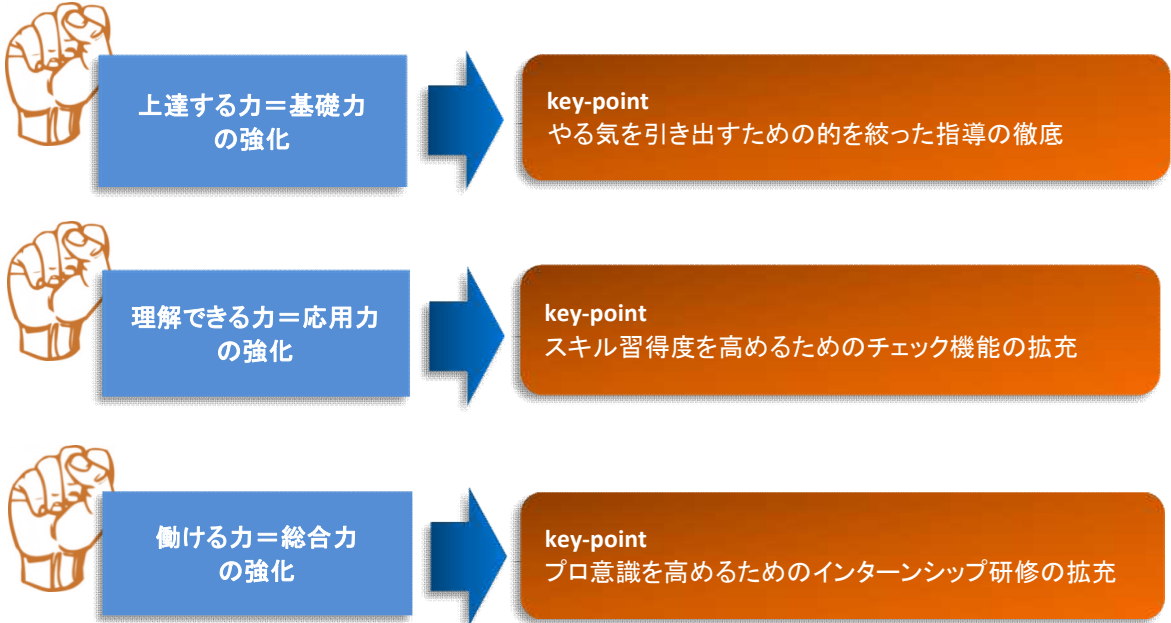 上達する力＝基礎力
の強化
key-point
やる気を引き出すための的を絞った指導の徹底
理解できる力＝応用力
の強化
key-point
スキル習得度を高めるためのチェック機能の拡充
働ける力＝総合力
の強化
key-point
プロ意識を高めるためのインターンシップ研修の拡充